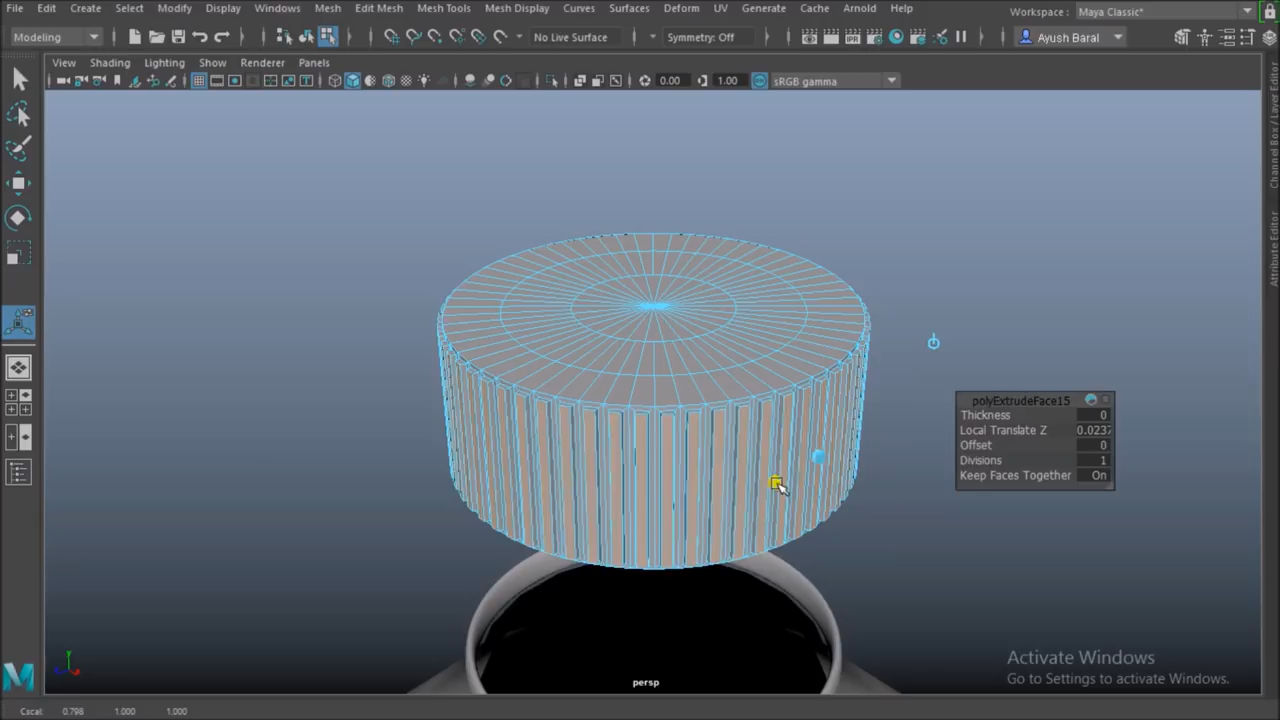 File Edit Create Select Modify Display Windows Mesh Edit Mesh Mesh Tools Mesh Display Curves Surfaces Deform UV Generate Cache Arnold Help Workspace : Maya Classic*
Modeling No Live Surface Symmetry: Off IPR Ayush Baral
View Shading Lighting Show Renderer Panels
0.00 1.00 sRGB gamma
Channel Box / Layer Editor
Attribute Editor
polyExtrudeFace15
Thickness 0
Local Translate Z 0.0237
Offset 0
Divisions 1
Keep Faces Together On
persp
Activate Windows
Go to Settings to activate Windows.
Cscal: 0.798 1.000 1.000